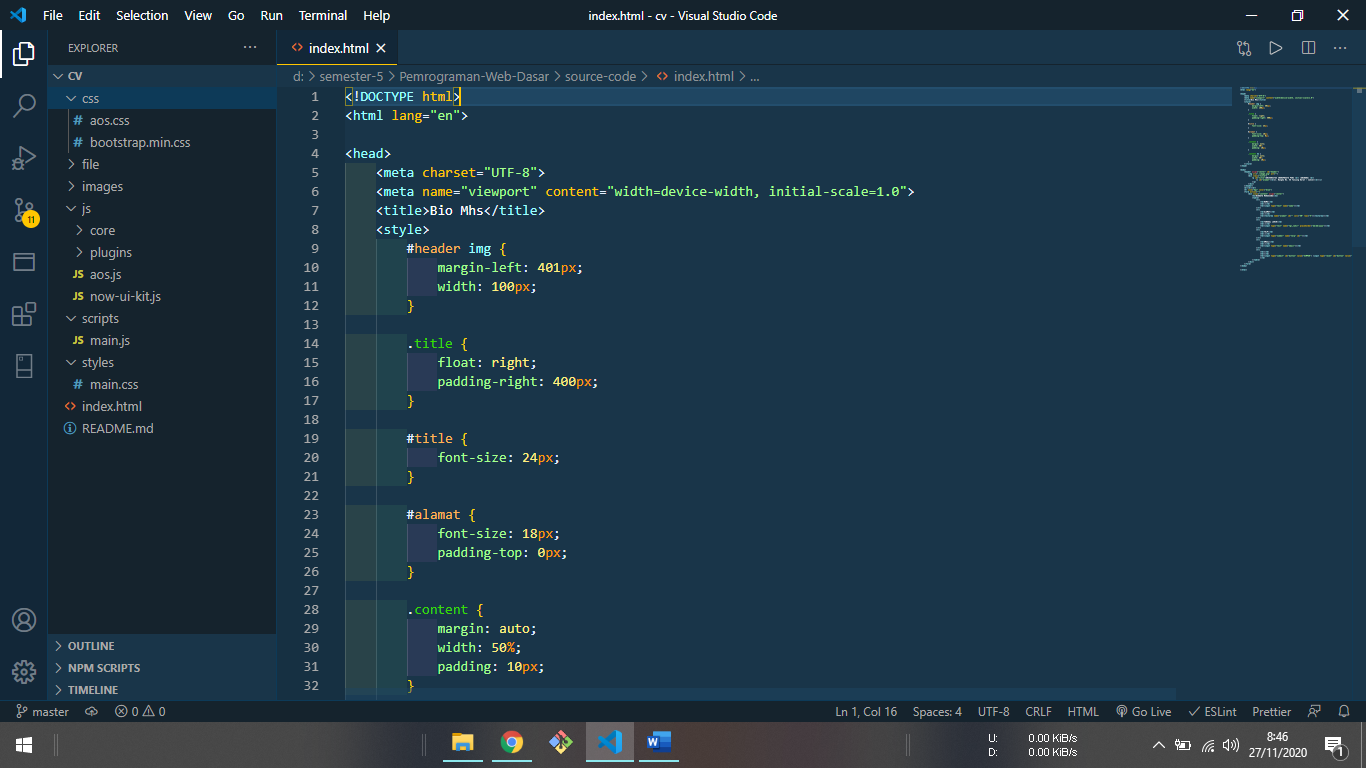 File Edit Selection View Go Run Terminal Help
index.html - cv - Visual Studio Code
EXPLORER
index.html
CV
css
aos.css
bootstrap.min.css
file
images
js
core
plugins
JS aos.js
JS now-ui-kit.js
scripts
JS main.js
styles
main.css
index.html
README.md
OUTLINE
NPM SCRIPTS
TIMELINE
11
d: > semester-5 > Pemrograman-Web-Dasar > source-code > index.html > ...
1 <!DOCTYPE html>
2 <html lang="en">
3
4 <head>
5 <meta charset="UTF-8">
6 <meta name="viewport" content="width=device-width, initial-scale=1.0">
7 <title>Bio Mhs</title>
8 <style>
9 #header img {
10 margin-left: 401px;
11 width: 100px;
12 }
13
14 .title {
15 float: right;
16 padding-right: 400px;
17 }
18
19 #title {
20 font-size: 24px;
21 }
22
23 #alamat {
24 font-size: 18px;
25 padding-top: 0px;
26 }
27
28 .content {
29 margin: auto;
30 width: 50%;
31 padding: 10px;
32 }
master 0 0 Ln 1, Col 16 Spaces: 4 UTF-8 CRLF HTML Go Live ESLint Prettier
U: 0.00 KiB/s
D: 0.00 KiB/s
8:46
27/11/2020
1